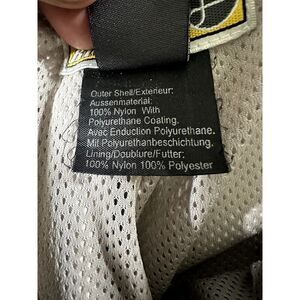 Outer Shell/Exterieur:
Aussenmaterial:
100% Nylon With
Polyurethane Coating.
Avec Enduction Polyurethane.
Mit Polyurethanbeschichtung.
Lining/Doublure/Futter:
100% Nylon 100% Polyester